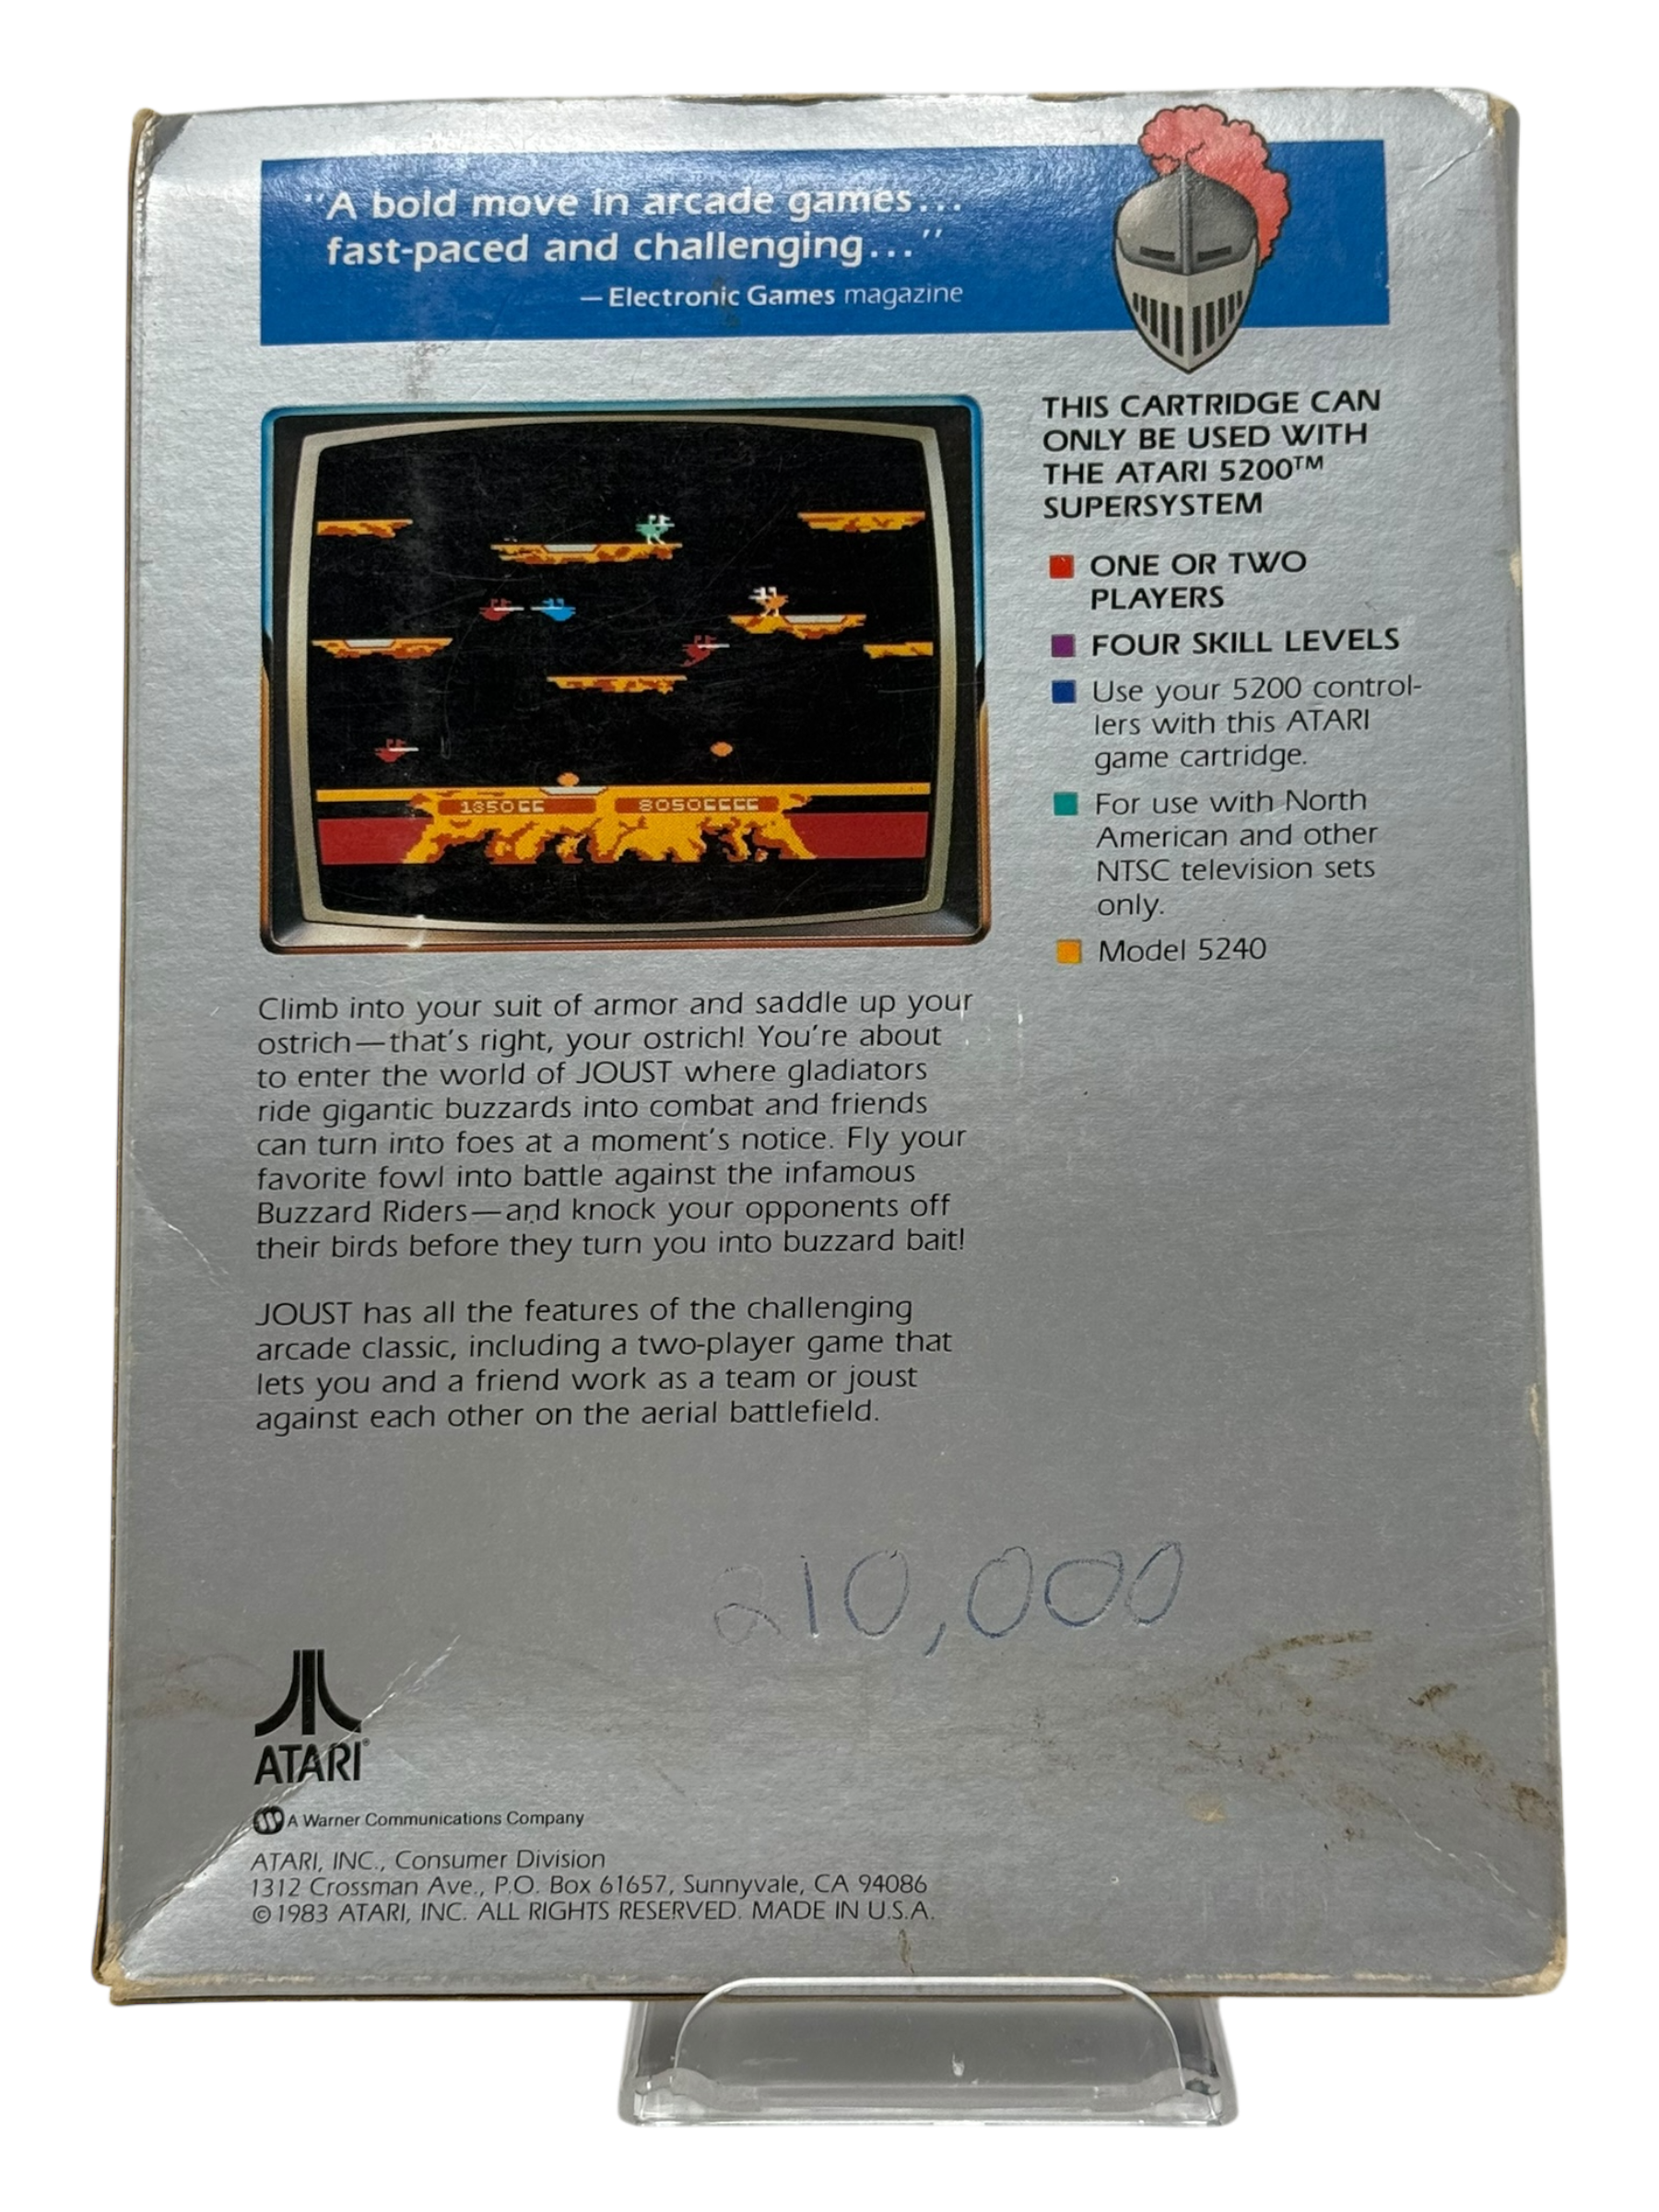 "A bold move in arcade games...
fast-paced and challenging..."
— Electronic Games magazine
THIS CARTRIDGE CAN
ONLY BE USED WITH
THE ATARI 5200™
SUPERSYSTEM
ONE OR TWO
PLAYERS
FOUR SKILL LEVELS
Use your 5200 control-
lers with this ATARI
game cartridge.
For use with North
American and other
NTSC television sets
only.
Model 5240
1350
8050
Climb into your suit of armor and saddle up your
ostrich—that's right, your ostrich! You're about
to enter the world of JOUST where gladiators
ride gigantic buzzards into combat and friends
can turn into foes at a moment's notice. Fly your
favorite fowl into battle against the infamous
Buzzard Riders—and knock your opponents off
their birds before they turn you into buzzard bait!
JOUST has all the features of the challenging
arcade classic, including a two-player game that
lets you and a friend work as a team or joust
against each other on the aerial battlefield.
210,000
ATARI®
A Warner Communications Company
ATARI, INC., Consumer Division
1312 Crossman Ave., P.O. Box 61657, Sunnyvale, CA 94086
©1983 ATARI, INC. ALL RIGHTS RESERVED. MADE IN U.S.A.